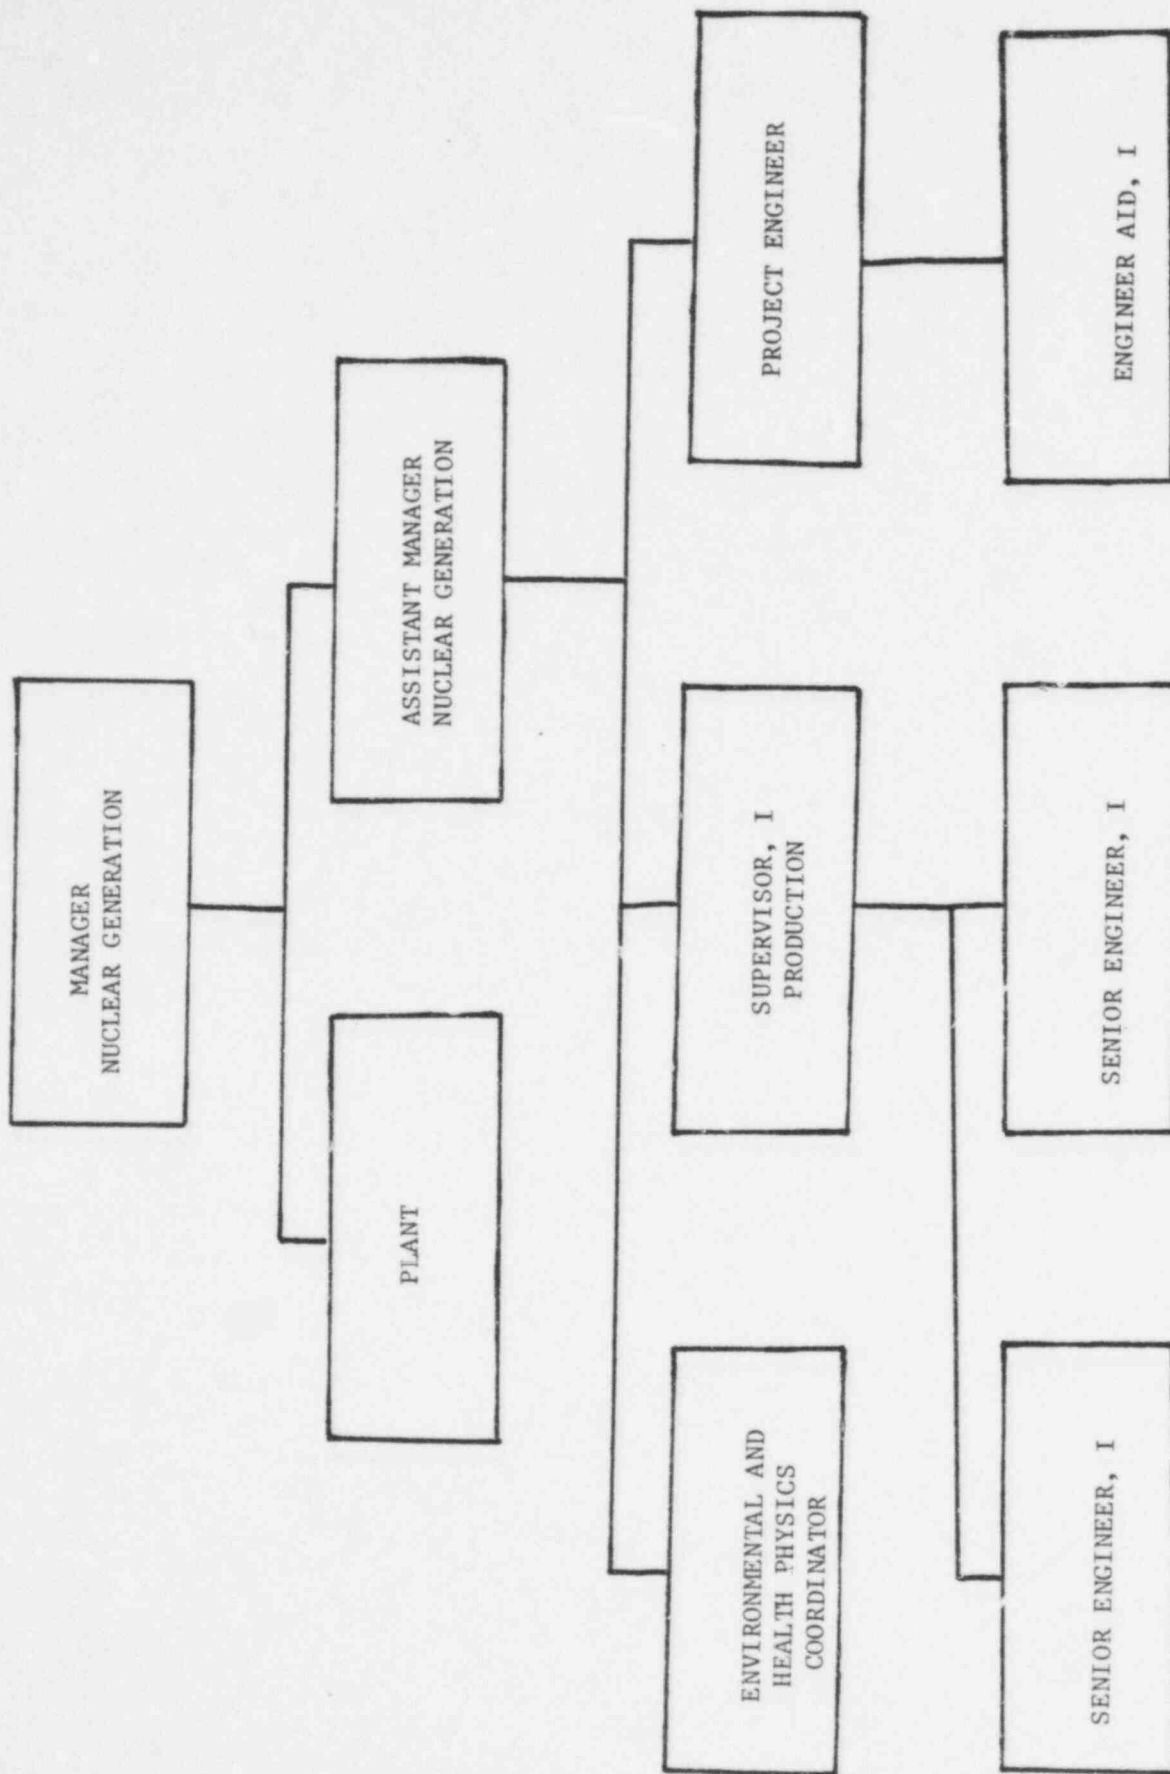 MANAGER
NUCLEAR GENERATION
PLANT
ASSISTANT MANAGER
NUCLEAR GENERATION
ENVIRONMENTAL AND
HEALTH PHYSICS
COORDINATOR
SUPERVISOR, I
PRODUCTION
PROJECT ENGINEER
SENIOR ENGINEER, I
SENIOR ENGINEER, I
ENGINEER AID, I